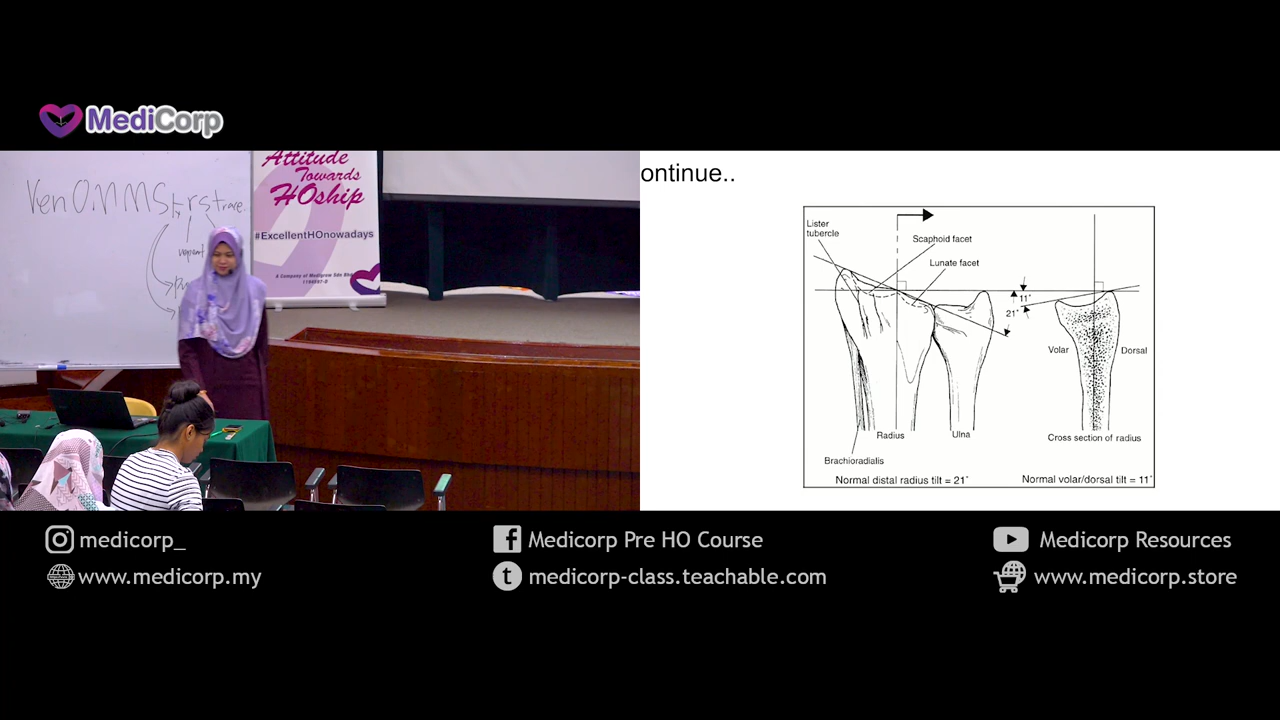 MediCorp
Attitude
Towards
HOship
#ExcellentHOnowadays
ontinue..
Lister
tubercle
Scaphoid facet
Lunate facet
11°
21°
Volar
Dorsal
Radius
Ulna
Cross section of radius
Brachioradialis
Normal distal radius tilt = 21°
Normal volar/dorsal tilt = 11°
medicorp_
Medicorp Pre HO Course
Medicorp Resources
www.medicorp.my
medicorp-class.teachable.com
www.medicorp.store